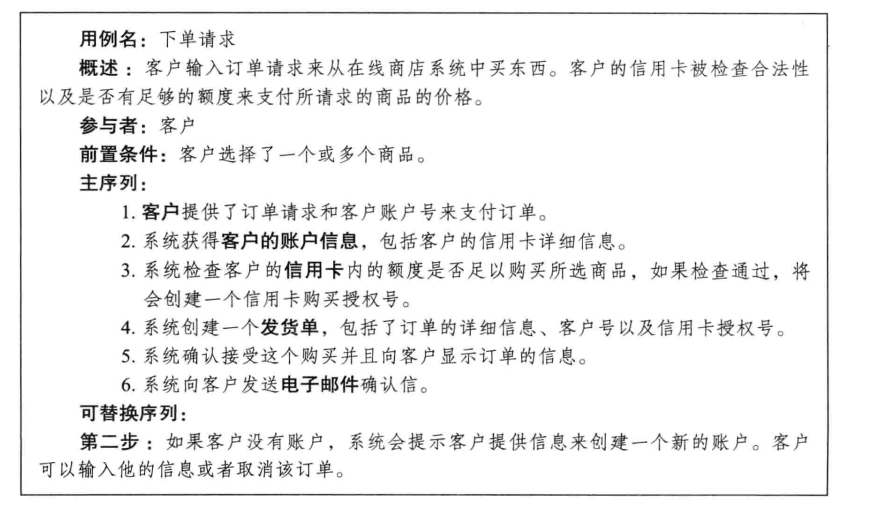 用例名：下单请求
概述：客户输入订单请求来从在线商店系统中买东西。客户的信用卡被检查合法性
以及是否有足够的额度来支付所请求的商品的价格。
参与者：客户
前置条件：客户选择了一个或多个商品。
主序列：
1. 客户提供了订单请求和客户账户号来支付订单。
2. 系统获得客户的账户信息，包括客户的信用卡详细信息。
3. 系统检查客户的信用卡内的额度是否足以购买所选商品，如果检查通过，将
会创建一个信用卡购买授权号。
4. 系统创建一个发货单，包括了订单的详细信息、客户号以及信用卡授权号。
5. 系统确认接受这个购买并且向客户显示订单的信息。
6. 系统向客户发送电子邮件确认信。
可替换序列：
第二步：如果客户没有账户，系统会提示客户提供信息来创建一个新的账户。客户
可以输入他的信息或者取消该订单。